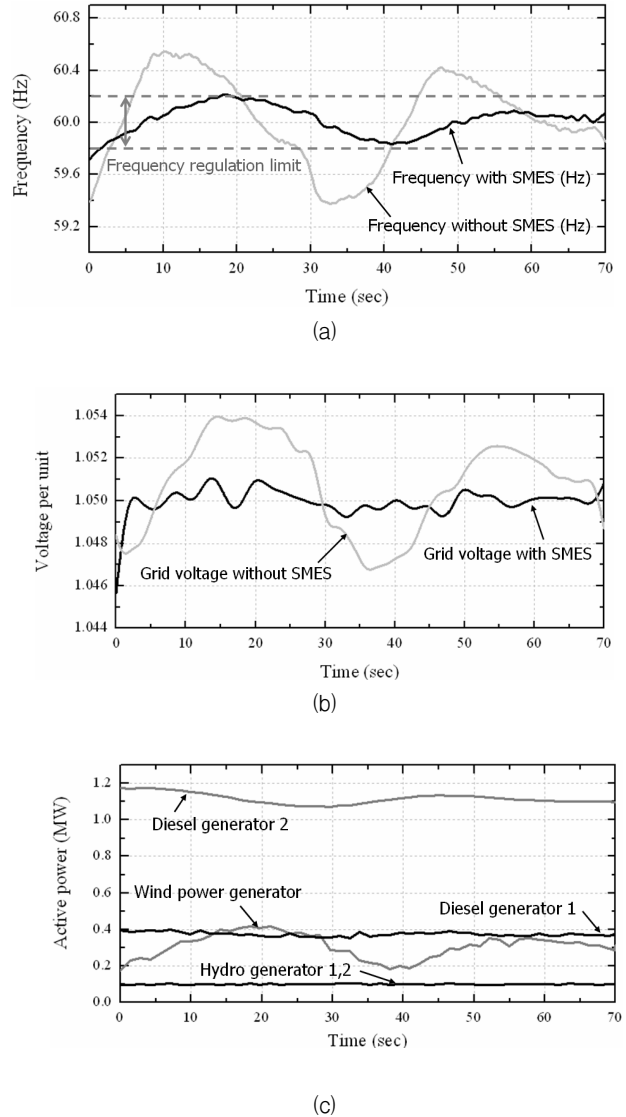 60.8
60.4
60.0
59.6
59.2
Frequency (Hz)
Frequency regulation limit
Frequency with SMES (Hz)
Frequency without SMES (Hz)
0 10 20 30 40 50 60 70
Time (sec)
(a)
1.054
1.052
1.050
1.048
1.046
1.044
Voltage per unit
Grid voltage without SMES
Grid voltage with SMES
0 10 20 30 40 50 60 70
Time (sec)
(b)
1.2
1.0
0.8
0.6
0.4
0.2
0.0
Active power (MW)
Diesel generator 2
Wind power generator
Diesel generator 1
Hydro generator 1,2
0 10 20 30 40 50 60 70
Time (sec)
(c)